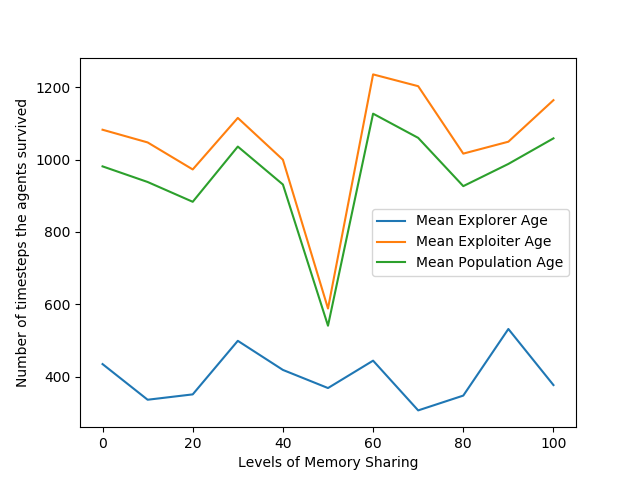 1200
1000
800
600
400
Number of timesteps the agents survived
Mean Explorer Age
Mean Exploiter Age
Mean Population Age
0 20 40 60 80 100
Levels of Memory Sharing